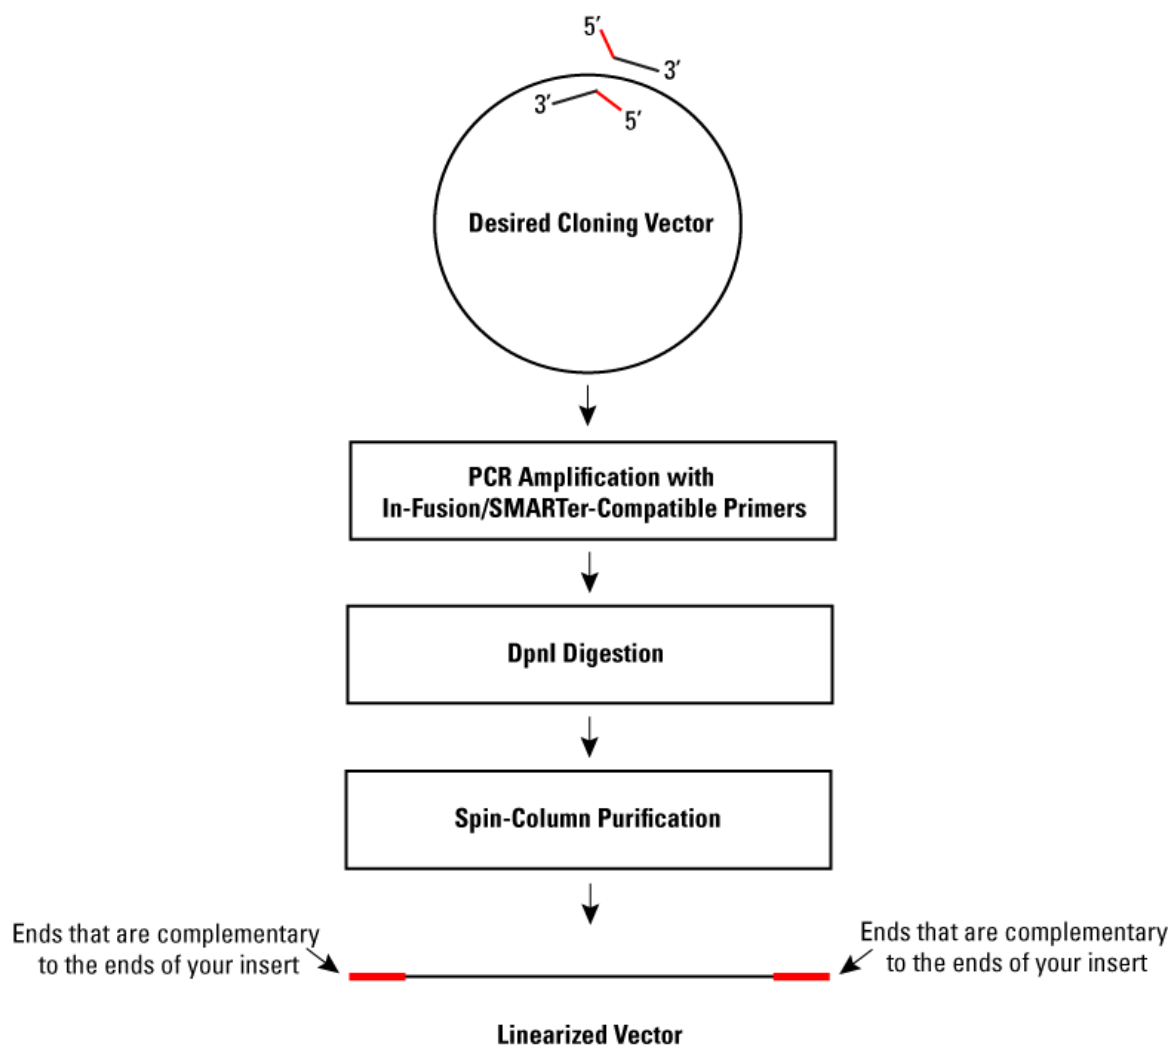 5′
3′
3′
5′
Desired Cloning Vector
PCR Amplification with
In-Fusion/SMARTer-Compatible Primers
DpnI Digestion
Spin-Column Purification
Ends that are complementary
to the ends of your insert
Ends that are complementary
to the ends of your insert
Linearized Vector